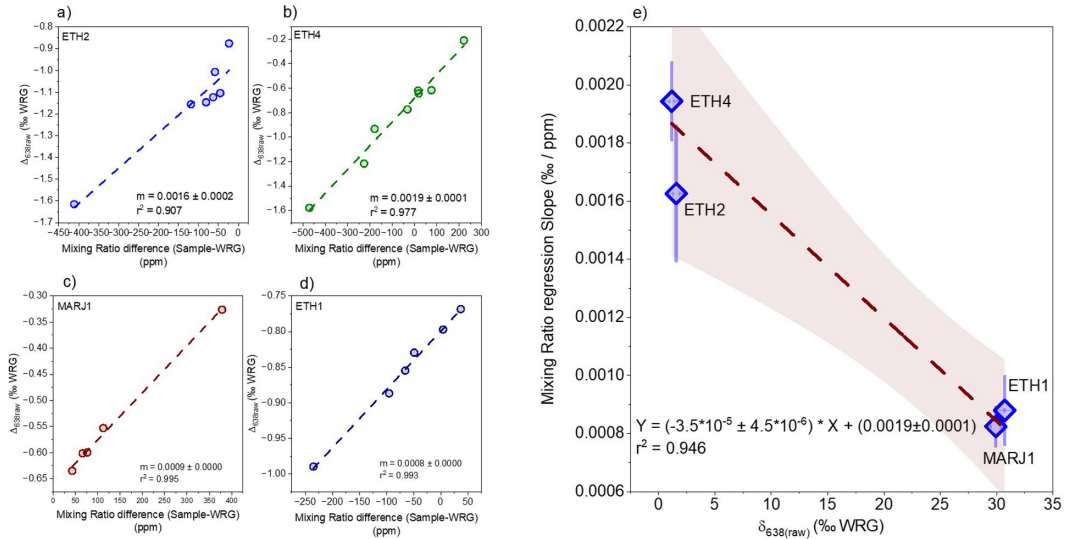 a)
ETH2
−0.8
−0.9
−1.0
−1.1
−1.2
−1.3
−1.4
−1.5
−1.6
−1.7
Δ638raw (‰ WRG)
m = 0.0016 ± 0.0002
r² = 0.907
−450 −400 −350 −300 −250 −200 −150 −100 −50 0
Mixing Ratio difference (Sample-WRG)
(ppm)
b)
ETH4
−0.2
−0.4
−0.6
−0.8
−1.0
−1.2
−1.4
−1.6
Δ638raw (‰ WRG)
m = 0.0019 ± 0.0001
r² = 0.977
−500 −400 −300 −200 −100 0 100 200 300
Mixing Ratio difference (Sample-WRG)
(ppm)
c)
MARJ1
−0.30
−0.35
−0.40
−0.45
−0.50
−0.55
−0.60
−0.65
Δ638raw (‰ WRG)
m = 0.0009 ± 0.0000
r² = 0.995
50 100 150 200 250 300 350 400
Mixing Ratio difference (Sample-WRG)
(ppm)
d)
ETH1
−0.75
−0.80
−0.85
−0.90
−0.95
−1.00
Δ638raw (‰ WRG)
m = 0.0008 ± 0.0000
r² = 0.993
−250 −200 −150 −100 −50 0 50
Mixing Ratio difference (Sample-WRG)
(ppm)
e)
0.0022
0.0020
0.0018
0.0016
0.0014
0.0012
0.0010
0.0008
0.0006
Mixing Ratio regression Slope (‰ / ppm)
ETH4
ETH2
ETH1
Y = (-3.5*10⁻⁵ ± 4.5*10⁻⁶) * X + (0.0019±0.0001)
r² = 0.946
MARJ1
0 5 10 15 20 25 30 35
δ638(raw) (‰ WRG)